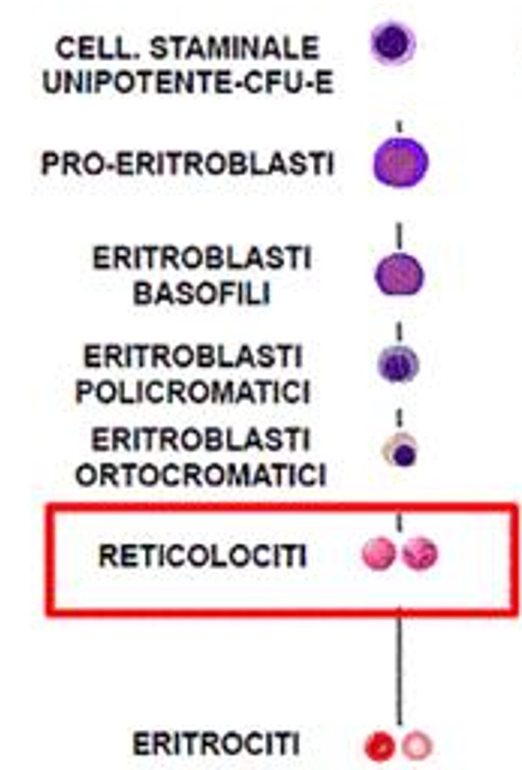 CELL. STAMINALE
UNIPOTENTE-CFU-E
PRO-ERITROBLASTI
ERITROBLASTI
BASOFILI
ERITROBLASTI
POLICROMATICI
ERITROBLASTI
ORTOCROMATICI
RETICOLOCITI
ERITROCITI